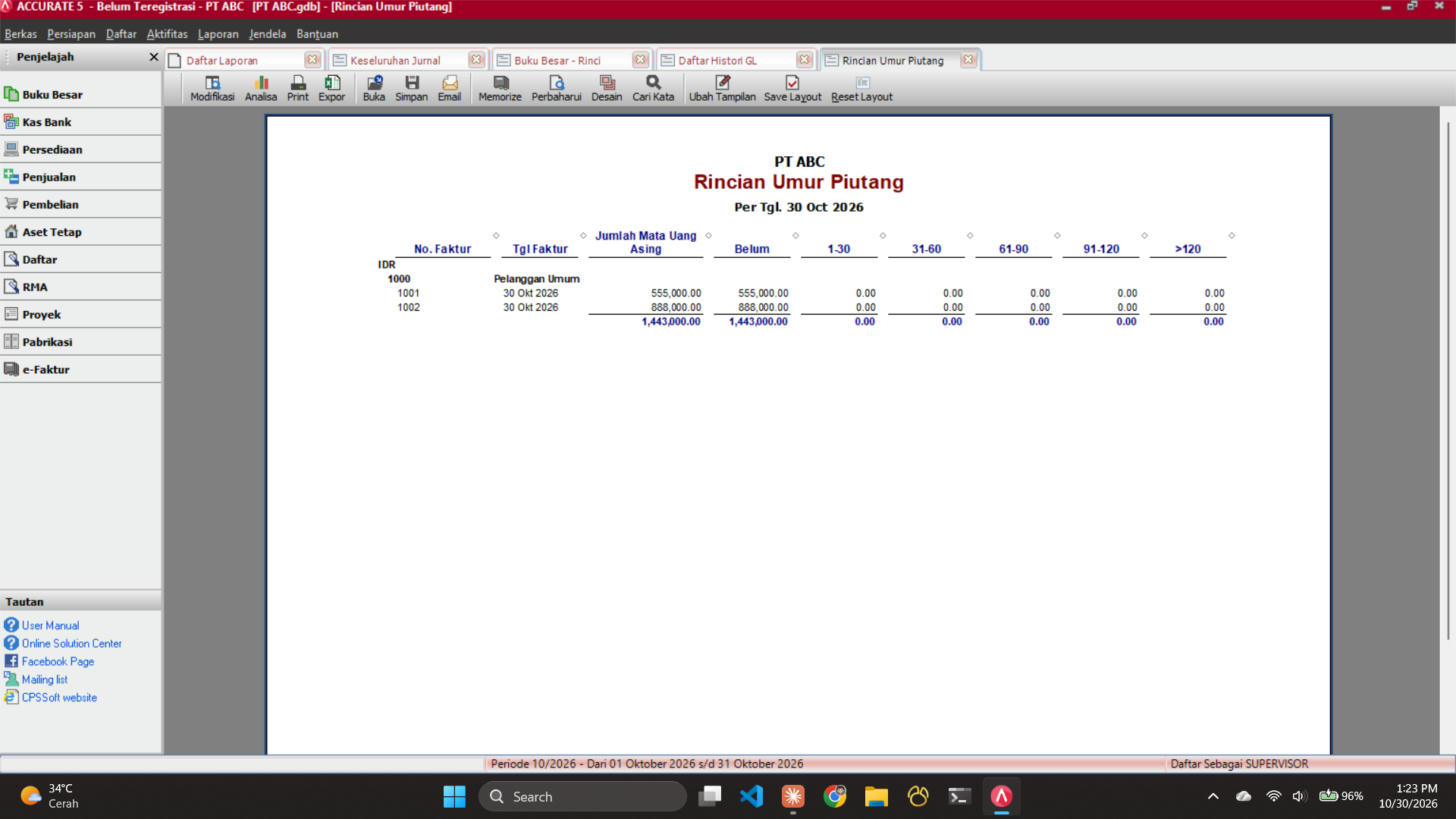 ACCURATE 5 - Belum Teregistrasi - PT ABC [PT ABC.gdb] - [Rincian Umur Piutang]
Berkas Persiapan Daftar Aktifitas Laporan Jendela Bantuan
Penjelajah
Daftar Laporan
Keseluruhan Jurnal
Buku Besar - Rinci
Daftar Histori GL
Rincian Umur Piutang
Modifikasi Analisa Print Expor Buka Simpan Email Memorize Perbaharui Desain Cari Kata Ubah Tampilan Save Layout Reset Layout
Buku Besar
Kas Bank
Persediaan
Penjualan
Pembelian
Aset Tetap
Daftar
RMA
Proyek
Pabrikasi
e-Faktur
PT ABC
Rincian Umur Piutang
Per Tgl. 30 Oct 2026
No. Faktur Tgl Faktur Jumlah Mata Uang Asing Belum 1-30 31-60 61-90 91-120 >120
IDR
1000 Pelanggan Umum
1001 30 Okt 2026 555,000.00 555,000.00 0.00 0.00 0.00 0.00 0.00
1002 30 Okt 2026 888,000.00 888,000.00 0.00 0.00 0.00 0.00 0.00
1,443,000.00 1,443,000.00 0.00 0.00 0.00 0.00 0.00
Tautan
User Manual
Online Solution Center
Facebook Page
Mailing list
CPSSoft website
Periode 10/2026 - Dari 01 Oktober 2026 s/d 31 Oktober 2026
Daftar Sebagai SUPERVISOR
34°C
Cerah
Search
96%
1:23 PM
10/30/2026